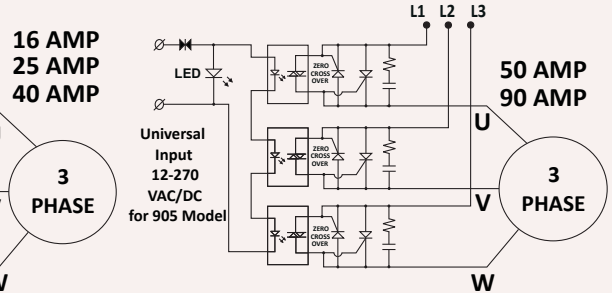 16 AMP
25 AMP
40 AMP
3
PHASE
W
LED
Universal
Input
12-270
VAC/DC
for 905 Model
L1 L2 L3
ZERO
CROSS
OVER
ZERO
CROSS
OVER
ZERO
CROSS
OVER
50 AMP
90 AMP
U
V
W
3
PHASE